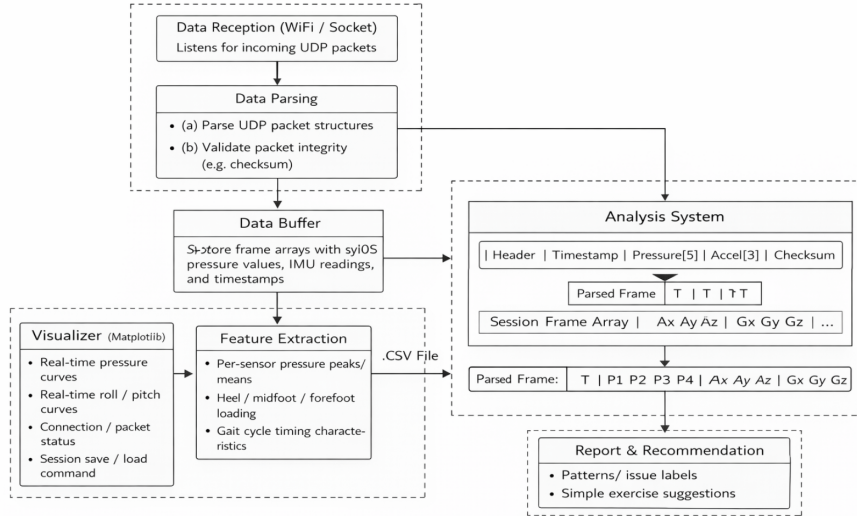 Data Reception (WiFi / Socket)
Listens for incoming UDP packets
Data Parsing
• (a) Parse UDP packet structures
• (b) Validate packet integrity
(e.g. checksum)
Data Buffer
frame arrays with
pressure values, IMU readings,
and timestamps
Visualizer (Matplotlib)
• Real-time pressure
curves
• Real-time roll / pitch
curves
• Connection / packet
status
• Session save / load
command
Feature Extraction
• Per-sensor pressure peaks/
means
• Heel / midfoot / forefoot
loading
• Gait cycle timing characte-
ristics
.CSV File
Analysis System
| Header | Timestamp | Pressure[5] | Accel[3] | Checksum
Parsed Frame T | T | T
Session Frame Array | Ax Ay Az | Gx Gy Gz | ...
Parsed Frame: T | P1 P2 P3 P4 | Ax Ay Az | Gx Gy Gz
Report & Recommendation
• Patterns/ issue labels
• Simple exercise suggestions